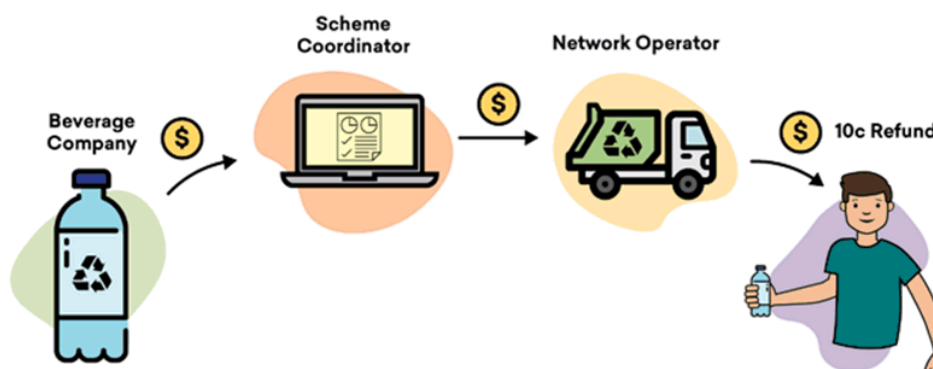 Scheme
Coordinator
Network Operator
Beverage
Company
$
$
$
10c Refund